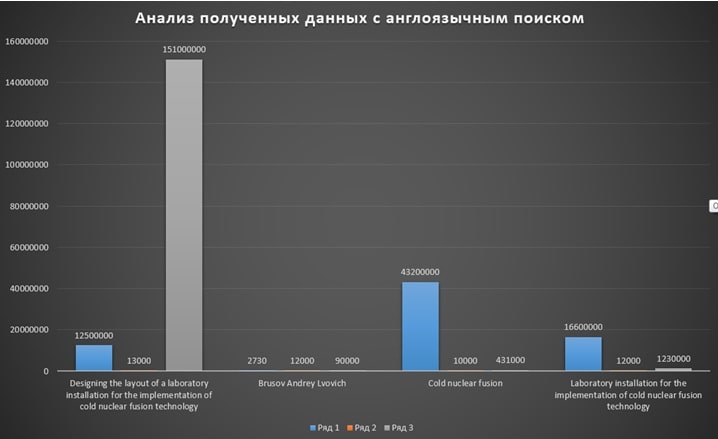 Анализ полученных данных с англоязычным поиском
160000000
151000000
140000000
120000000
100000000
80000000
60000000
43200000
40000000
20000000
12500000
16600000
13000
2730
12000
90000
10000
431000
12000
1230000
0
Designing the layout of a laboratory
installation for the implementation of
cold nuclear fusion technology
Brusov Andrey Lvovich
Cold nuclear fusion
Laboratory installation for the
implementation of cold nuclear fusion
technology
Ряд 1
Ряд 2
Ряд 3